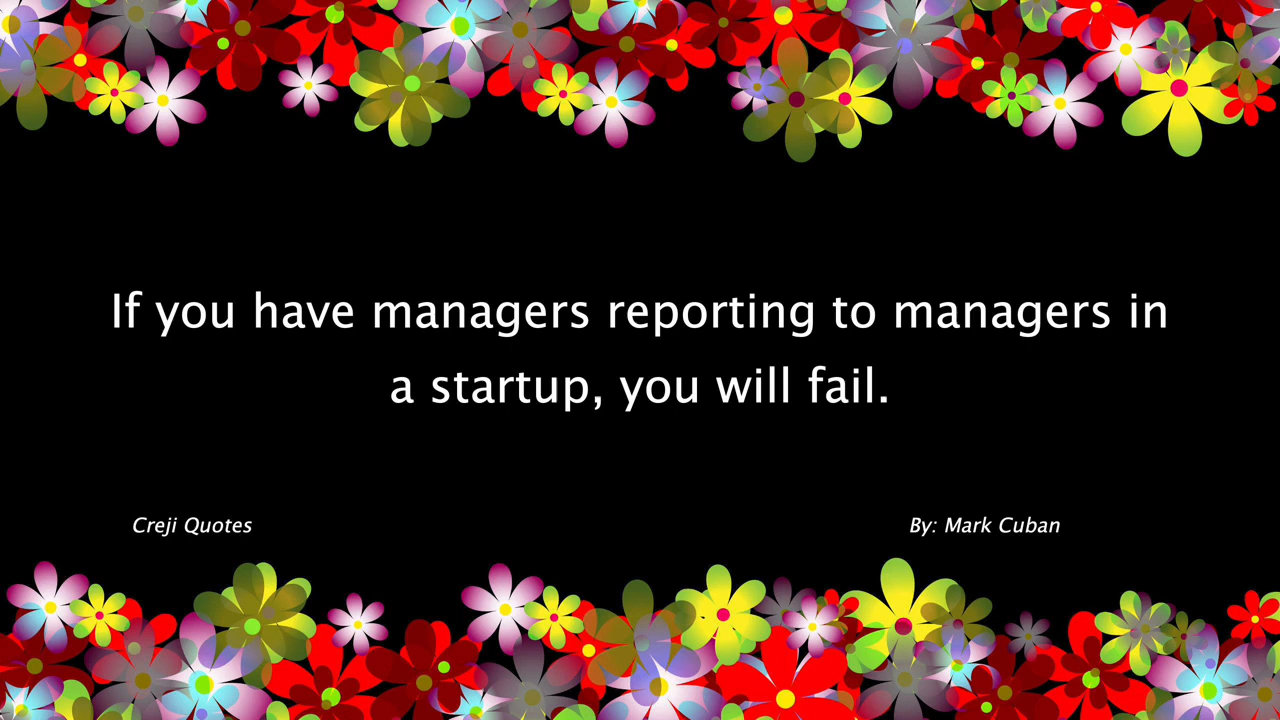 If you have managers reporting to managers in
a startup, you will fail.
Creji Quotes
By: Mark Cuban